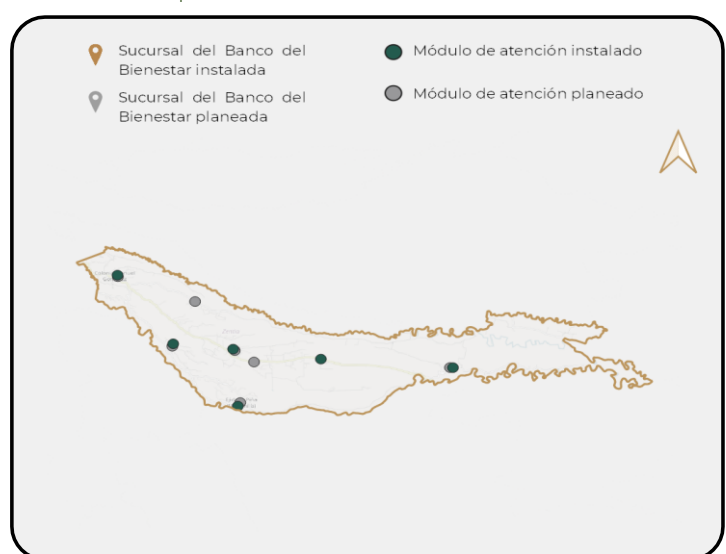 Sucursal del Banco del
Bienestar instalada
Módulo de atención instalado
Sucursal del Banco del
Bienestar planeada
Módulo de atención planeado